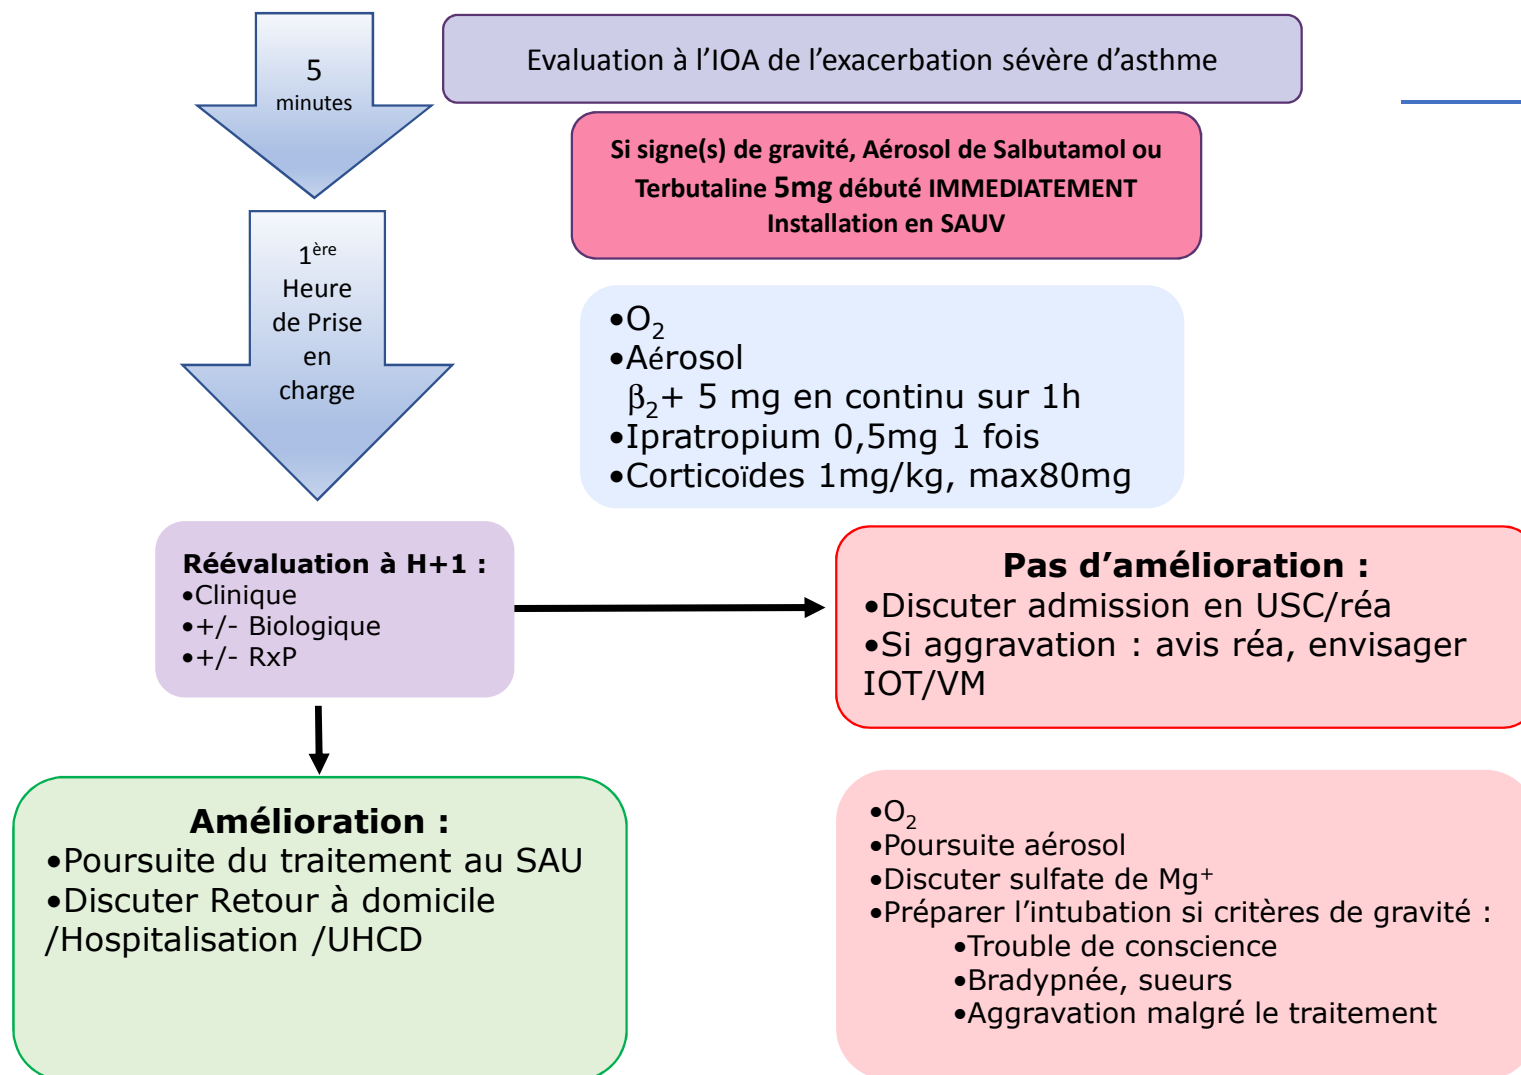 5
minutes
Evaluation à l'IOA de l'exacerbation sévère d'asthme
Si signe(s) de gravité, Aérosol de Salbutamol ou
Terbutaline 5mg débuté IMMEDIATEMENT
Installation en SAUV
1ère
Heure
de Prise
en
charge
•O2
•Aérosol
β2+ 5 mg en continu sur 1h
•Ipratropium 0,5mg 1 fois
•Corticoïdes 1mg/kg, max80mg
Réévaluation à H+1 :
•Clinique
•+/- Biologique
•+/- RxP
Pas d'amélioration :
•Discuter admission en USC/réa
•Si aggravation : avis réa, envisager
IOT/VM
Amélioration :
•Poursuite du traitement au SAU
•Discuter Retour à domicile
/Hospitalisation /UHCD
•O2
•Poursuite aérosol
•Discuter sulfate de Mg+
•Préparer l'intubation si critères de gravité :
•Trouble de conscience
•Bradypnée, sueurs
•Aggravation malgré le traitement